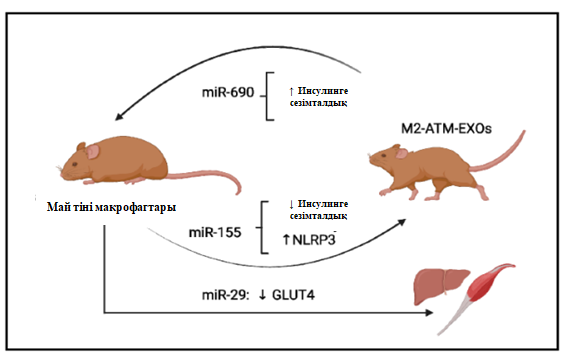 miR-690
↑ Инсулинге
сезімталдық
M2-ATM-EXOs
Май тіні макрофагтары
miR-155
↓ Инсулинге
сезімталдық
↑NLRP3
miR-29: ↓ GLUT4